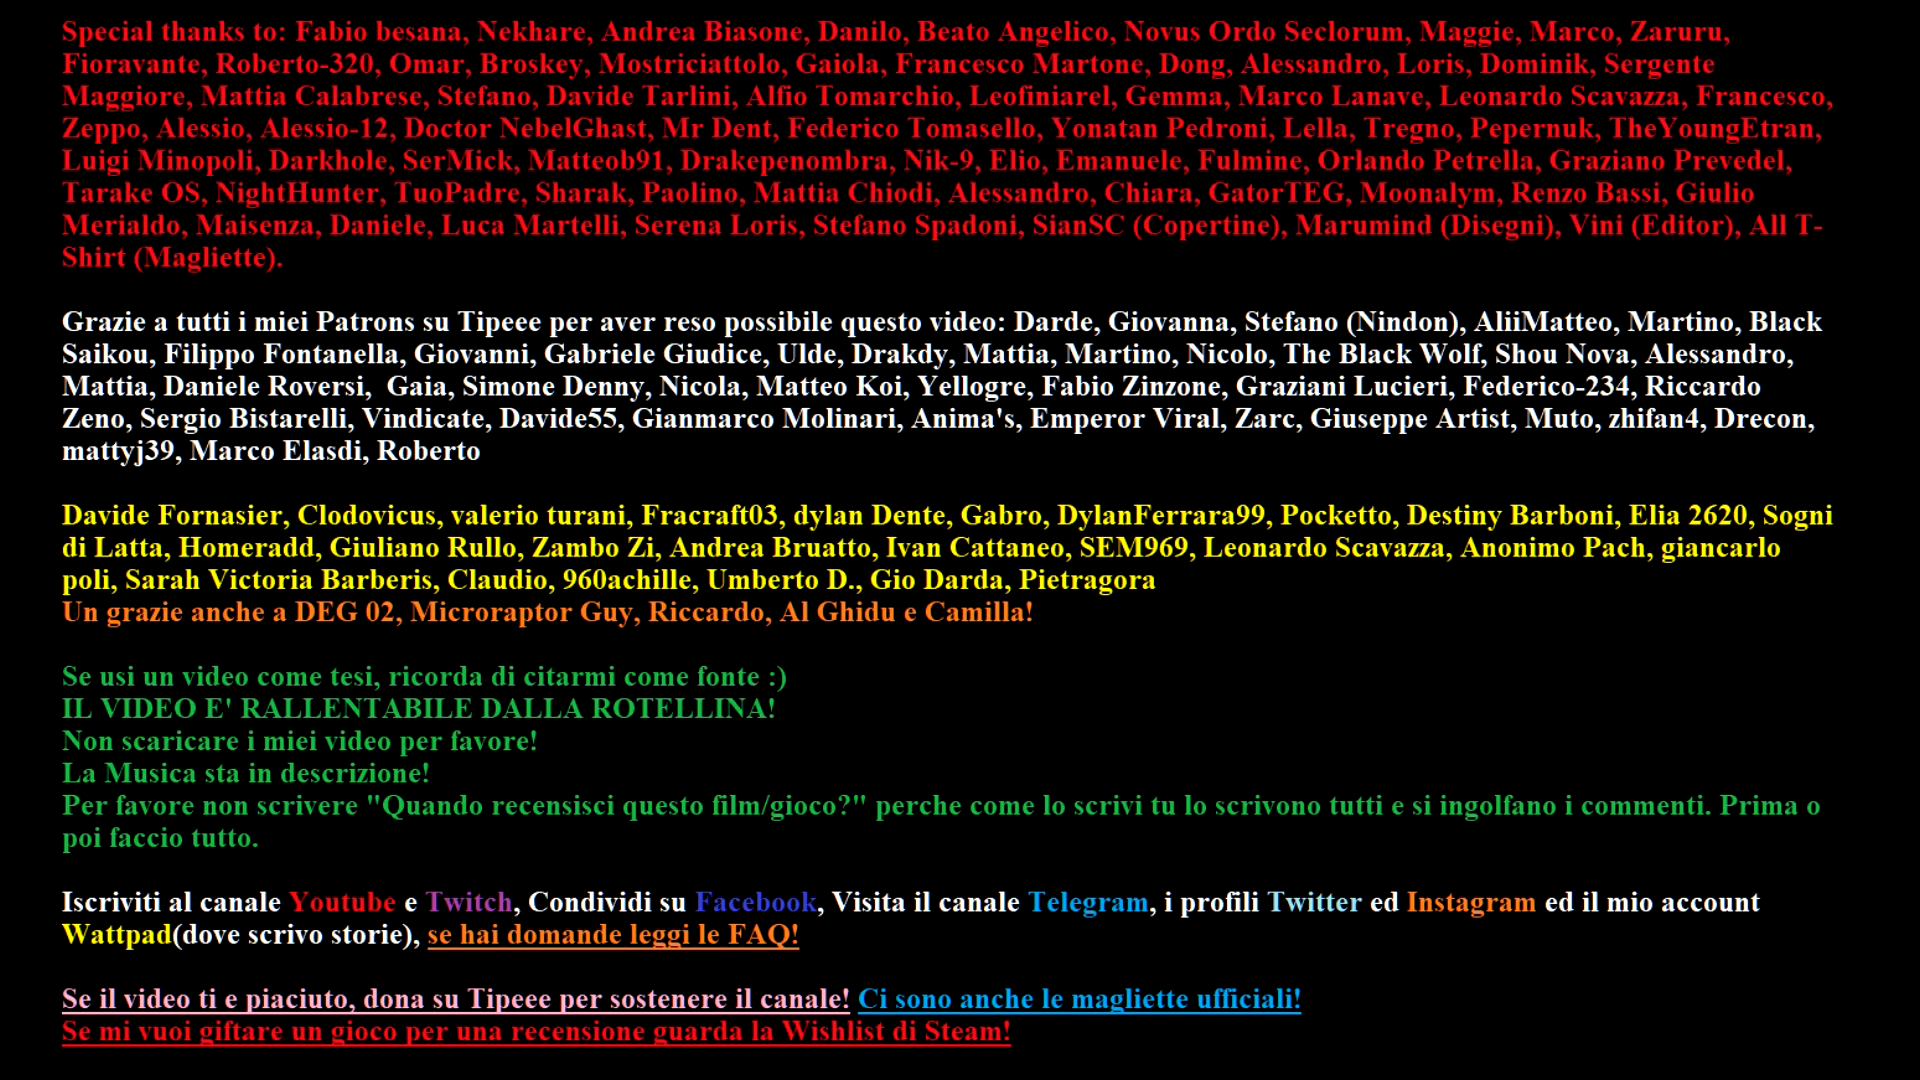 Special thanks to: Fabio besana, Nekhare, Andrea Biasone, Danilo, Beato Angelico, Novus Ordo Seclorum, Maggie, Marco, Zaruru,
Fioravante, Roberto-320, Omar, Broskey, Mostriciattolo, Gaiola, Francesco Martone, Dong, Alessandro, Loris, Dominik, Sergente
Maggiore, Mattia Calabrese, Stefano, Davide Tarlini, Alfio Tomarchio, Leofiniarel, Gemma, Marco Lanave, Leonardo Scavazza, Francesco,
Zeppo, Alessio, Alessio-12, Doctor NebelGhast, Mr Dent, Federico Tomasello, Yonatan Pedroni, Lella, Tregno, Pepernuk, TheYoungEtran,
Luigi Minopoli, Darkhole, SerMick, Matteob91, Drakepenombra, Nik-9, Elio, Emanuele, Fulmine, Orlando Petrella, Graziano Prevedel,
Tarake OS, NightHunter, TuoPadre, Sharak, Paolino, Mattia Chiodi, Alessandro, Chiara, GatorTEG, Moonalym, Renzo Bassi, Giulio
Merialdo, Maisenza, Daniele, Luca Martelli, Serena Loris, Stefano Spadoni, SianSC (Copertine), Marumind (Disegni), Vini (Editor), All T-
Shirt (Magliette).
Grazie a tutti i miei Patrons su Tipeee per aver reso possibile questo video: Darde, Giovanna, Stefano (Nindon), AliiMatteo, Martino, Black
Saikou, Filippo Fontanella, Giovanni, Gabriele Giudice, Ulde, Drakdy, Mattia, Martino, Nicolo, The Black Wolf, Shou Nova, Alessandro,
Mattia, Daniele Roversi,  Gaia, Simone Denny, Nicola, Matteo Koi, Yellogre, Fabio Zinzone, Graziani Lucieri, Federico-234, Riccardo
Zeno, Sergio Bistarelli, Vindicate, Davide55, Gianmarco Molinari, Anima's, Emperor Viral, Zarc, Giuseppe Artist, Muto, zhifan4, Drecon,
mattyj39, Marco Elasdi, Roberto
Davide Fornasier, Clodovicus, valerio turani, Fracraft03, dylan Dente, Gabro, DylanFerrara99, Pocketto, Destiny Barboni, Elia 2620, Sogni
di Latta, Homeradd, Giuliano Rullo, Zambo Zi, Andrea Bruatto, Ivan Cattaneo, SEM969, Leonardo Scavazza, Anonimo Pach, giancarlo
poli, Sarah Victoria Barberis, Claudio, 960achille, Umberto D., Gio Darda, Pietragora
Un grazie anche a DEG 02, Microraptor Guy, Riccardo, Al Ghidu e Camilla!
Se usi un video come tesi, ricorda di citarmi come fonte :)
IL VIDEO E' RALLENTABILE DALLA ROTELLINA!
Non scaricare i miei video per favore!
La Musica sta in descrizione!
Per favore non scrivere "Quando recensisci questo film/gioco?" perche come lo scrivi tu lo scrivono tutti e si ingolfano i commenti. Prima o
poi faccio tutto.
Iscriviti al canale Youtube e Twitch, Condividi su Facebook, Visita il canale Telegram, i profili Twitter ed Instagram ed il mio account
Wattpad(dove scrivo storie), se hai domande leggi le FAQ!
Se il video ti e piaciuto, dona su Tipeee per sostenere il canale! Ci sono anche le magliette ufficiali!
Se mi vuoi giftare un gioco per una recensione guarda la Wishlist di Steam!